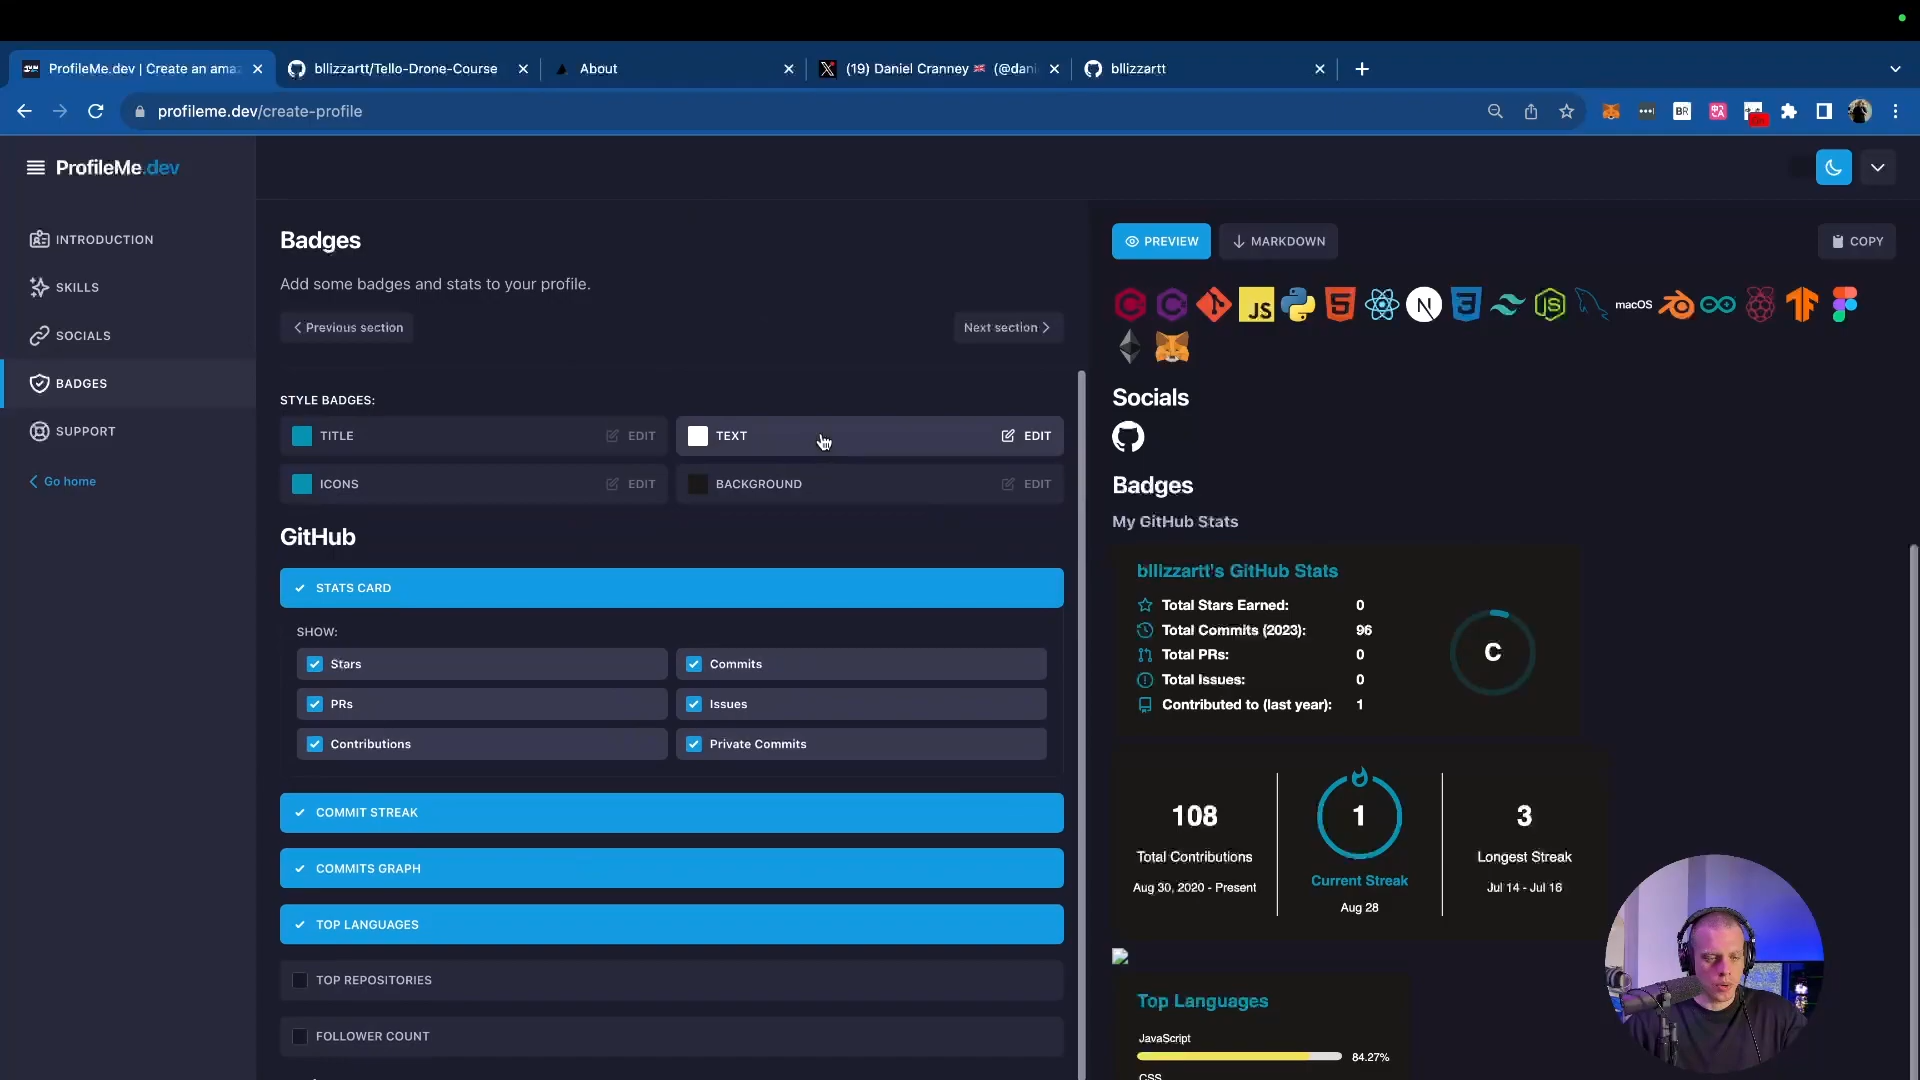 ProfileMe.dev | Create an ama
bllizzartt/Tello-Drone-Course
About
(19) Daniel Cranney 🇬🇧 (@dani
bllizzartt
profileme.dev/create-profile
BR
ProfileMe.dev
INTRODUCTION
SKILLS
SOCIALS
BADGES
SUPPORT
Go home
Badges
Add some badges and stats to your profile.
Previous section
Next section
STYLE BADGES:
TITLE
EDIT
TEXT
EDIT
ICONS
EDIT
BACKGROUND
EDIT
GitHub
STATS CARD
SHOW:
Stars
Commits
PRs
Issues
Contributions
Private Commits
COMMIT STREAK
COMMITS GRAPH
TOP LANGUAGES
TOP REPOSITORIES
FOLLOWER COUNT
PREVIEW
MARKDOWN
COPY
JS
N
macOS
Socials
Badges
My GitHub Stats
bllizzartt's GitHub Stats
Total Stars Earned: 0
Total Commits (2023): 96
Total PRs: 0
Total Issues: 0
Contributed to (last year): 1
C
108
Total Contributions
Aug 30, 2020 - Present
1
Current Streak
Aug 28
3
Longest Streak
Jul 14 - Jul 16
Top Languages
JavaScript
84.27%
CSS